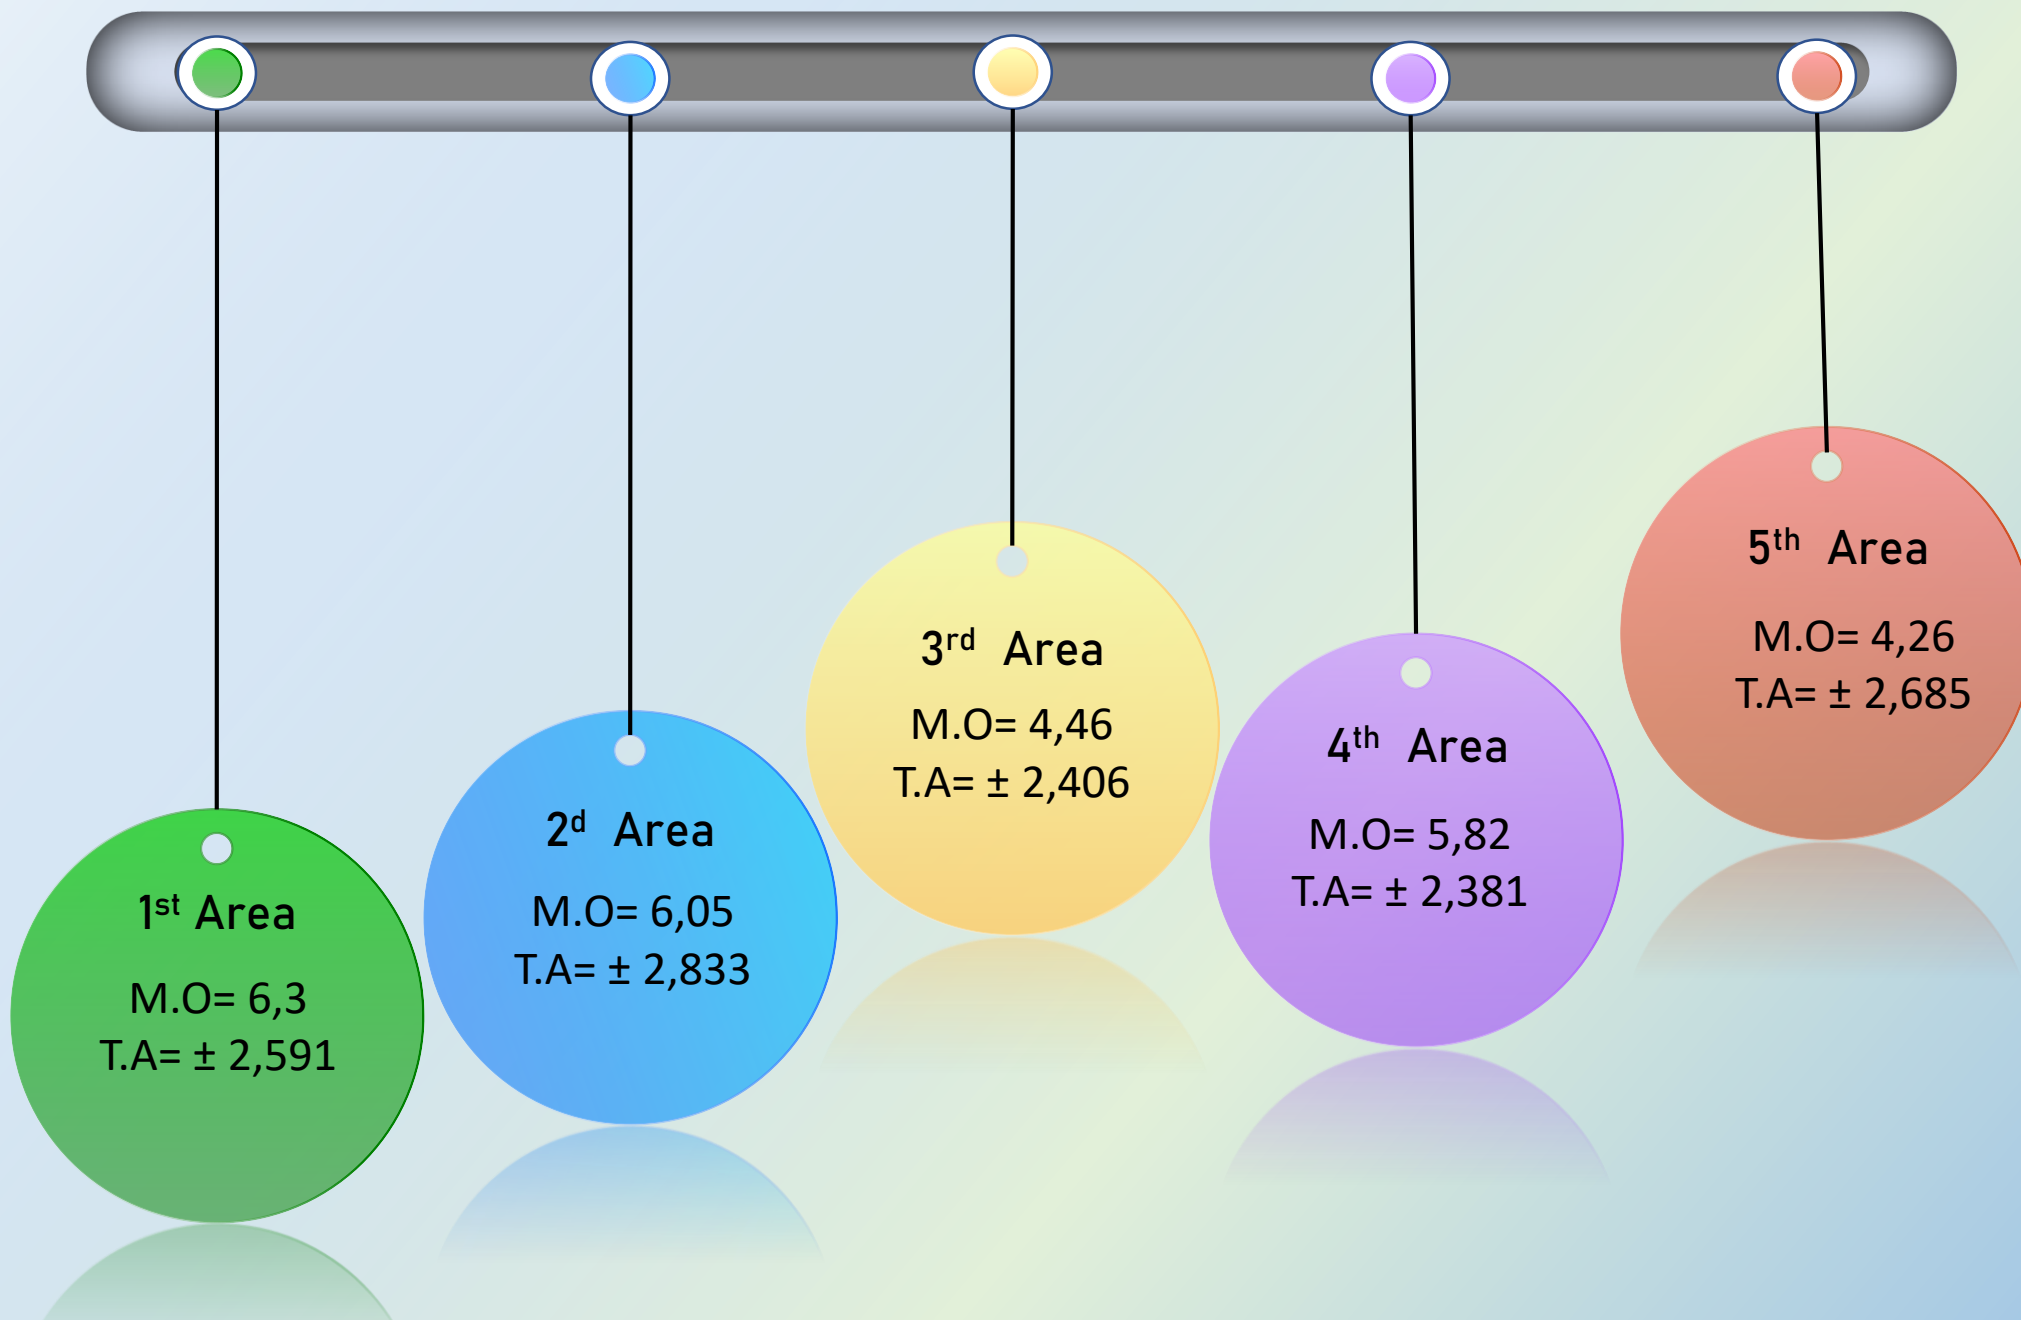 1st Area
M.O= 6,3
T.A= ± 2,591
2d Area
M.O= 6,05
T.A= ± 2,833
3rd Area
M.O= 4,46
T.A= ± 2,406
4th Area
M.O= 5,82
T.A= ± 2,381
5th Area
M.O= 4,26
T.A= ± 2,685